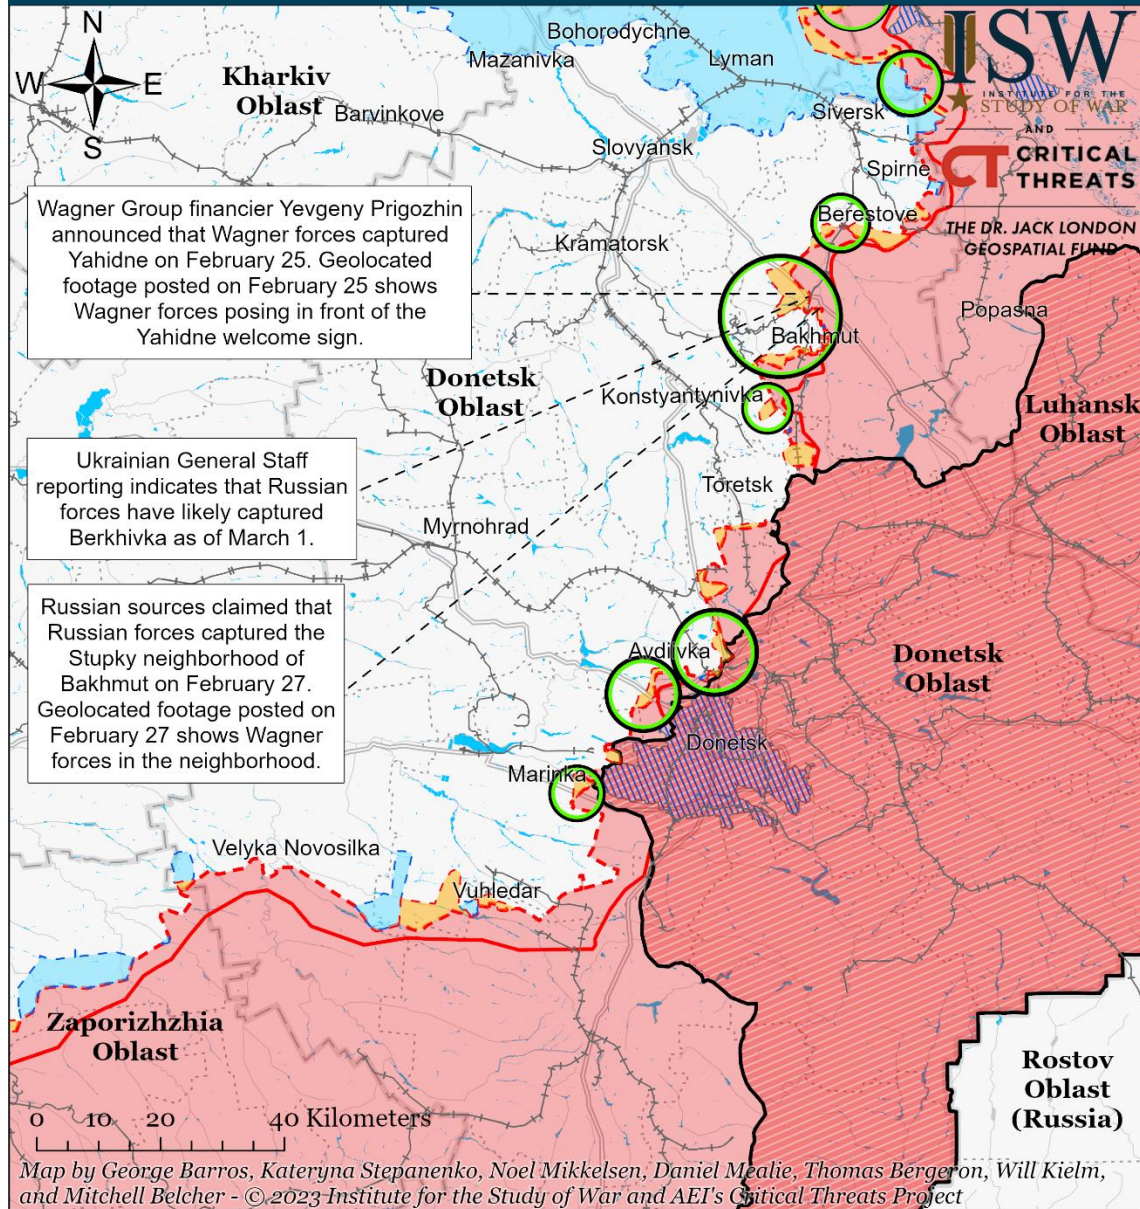 N
W
E
S
Bohorodychne
Mazanivka
Lyman
ISW
INSTITUTE FOR THE
STUDY OF WAR
AND
CT CRITICAL
THREATS
THE DR. JACK LONDON
GEOSPATIAL FUND
Kharkiv
Oblast
Barvinkove
Siversk
Slovyansk
Spirne
Wagner Group financier Yevgeny Prigozhin
announced that Wagner forces captured
Yahidne on February 25. Geolocated
footage posted on February 25 shows
Wagner forces posing in front of the
Yahidne welcome sign.
Berestove
Kramatorsk
Popasna
Bakhmut
Donetsk
Oblast
Konstyantynivka
Luhansk
Oblast
Ukrainian General Staff
reporting indicates that Russian
forces have likely captured
Berkhivka as of March 1.
Toretsk
Myrnohrad
Russian sources claimed that
Russian forces captured the
Stupky neighborhood of
Bakhmut on February 27.
Geolocated footage posted on
February 27 shows Wagner
forces in the neighborhood.
Avdiivka
Donetsk
Oblast
Donetsk
Marinka
Velyka Novosilka
Vuhledar
Zaporizhzhia
Oblast
Rostov
Oblast
(Russia)
0 10 20 40 Kilometers
Map by George Barros, Kateryna Stepanenko, Noel Mikkelsen, Daniel Mealie, Thomas Bergeron, Will Kielm,
and Mitchell Belcher - © 2023 Institute for the Study of War and AEI's Critical Threats Project